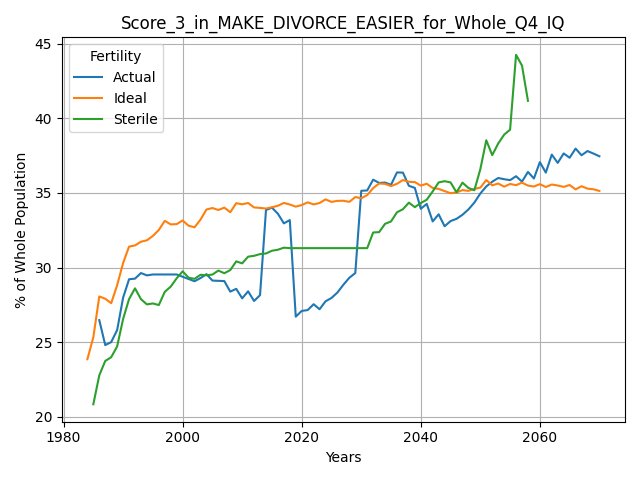 Score_3_in_MAKE_DIVORCE_EASIER_for_Whole_Q4_IQ
Fertility
Actual
Ideal
Sterile
% of Whole Population
45
40
35
30
25
20
1980
2000
2020
2040
2060
Years